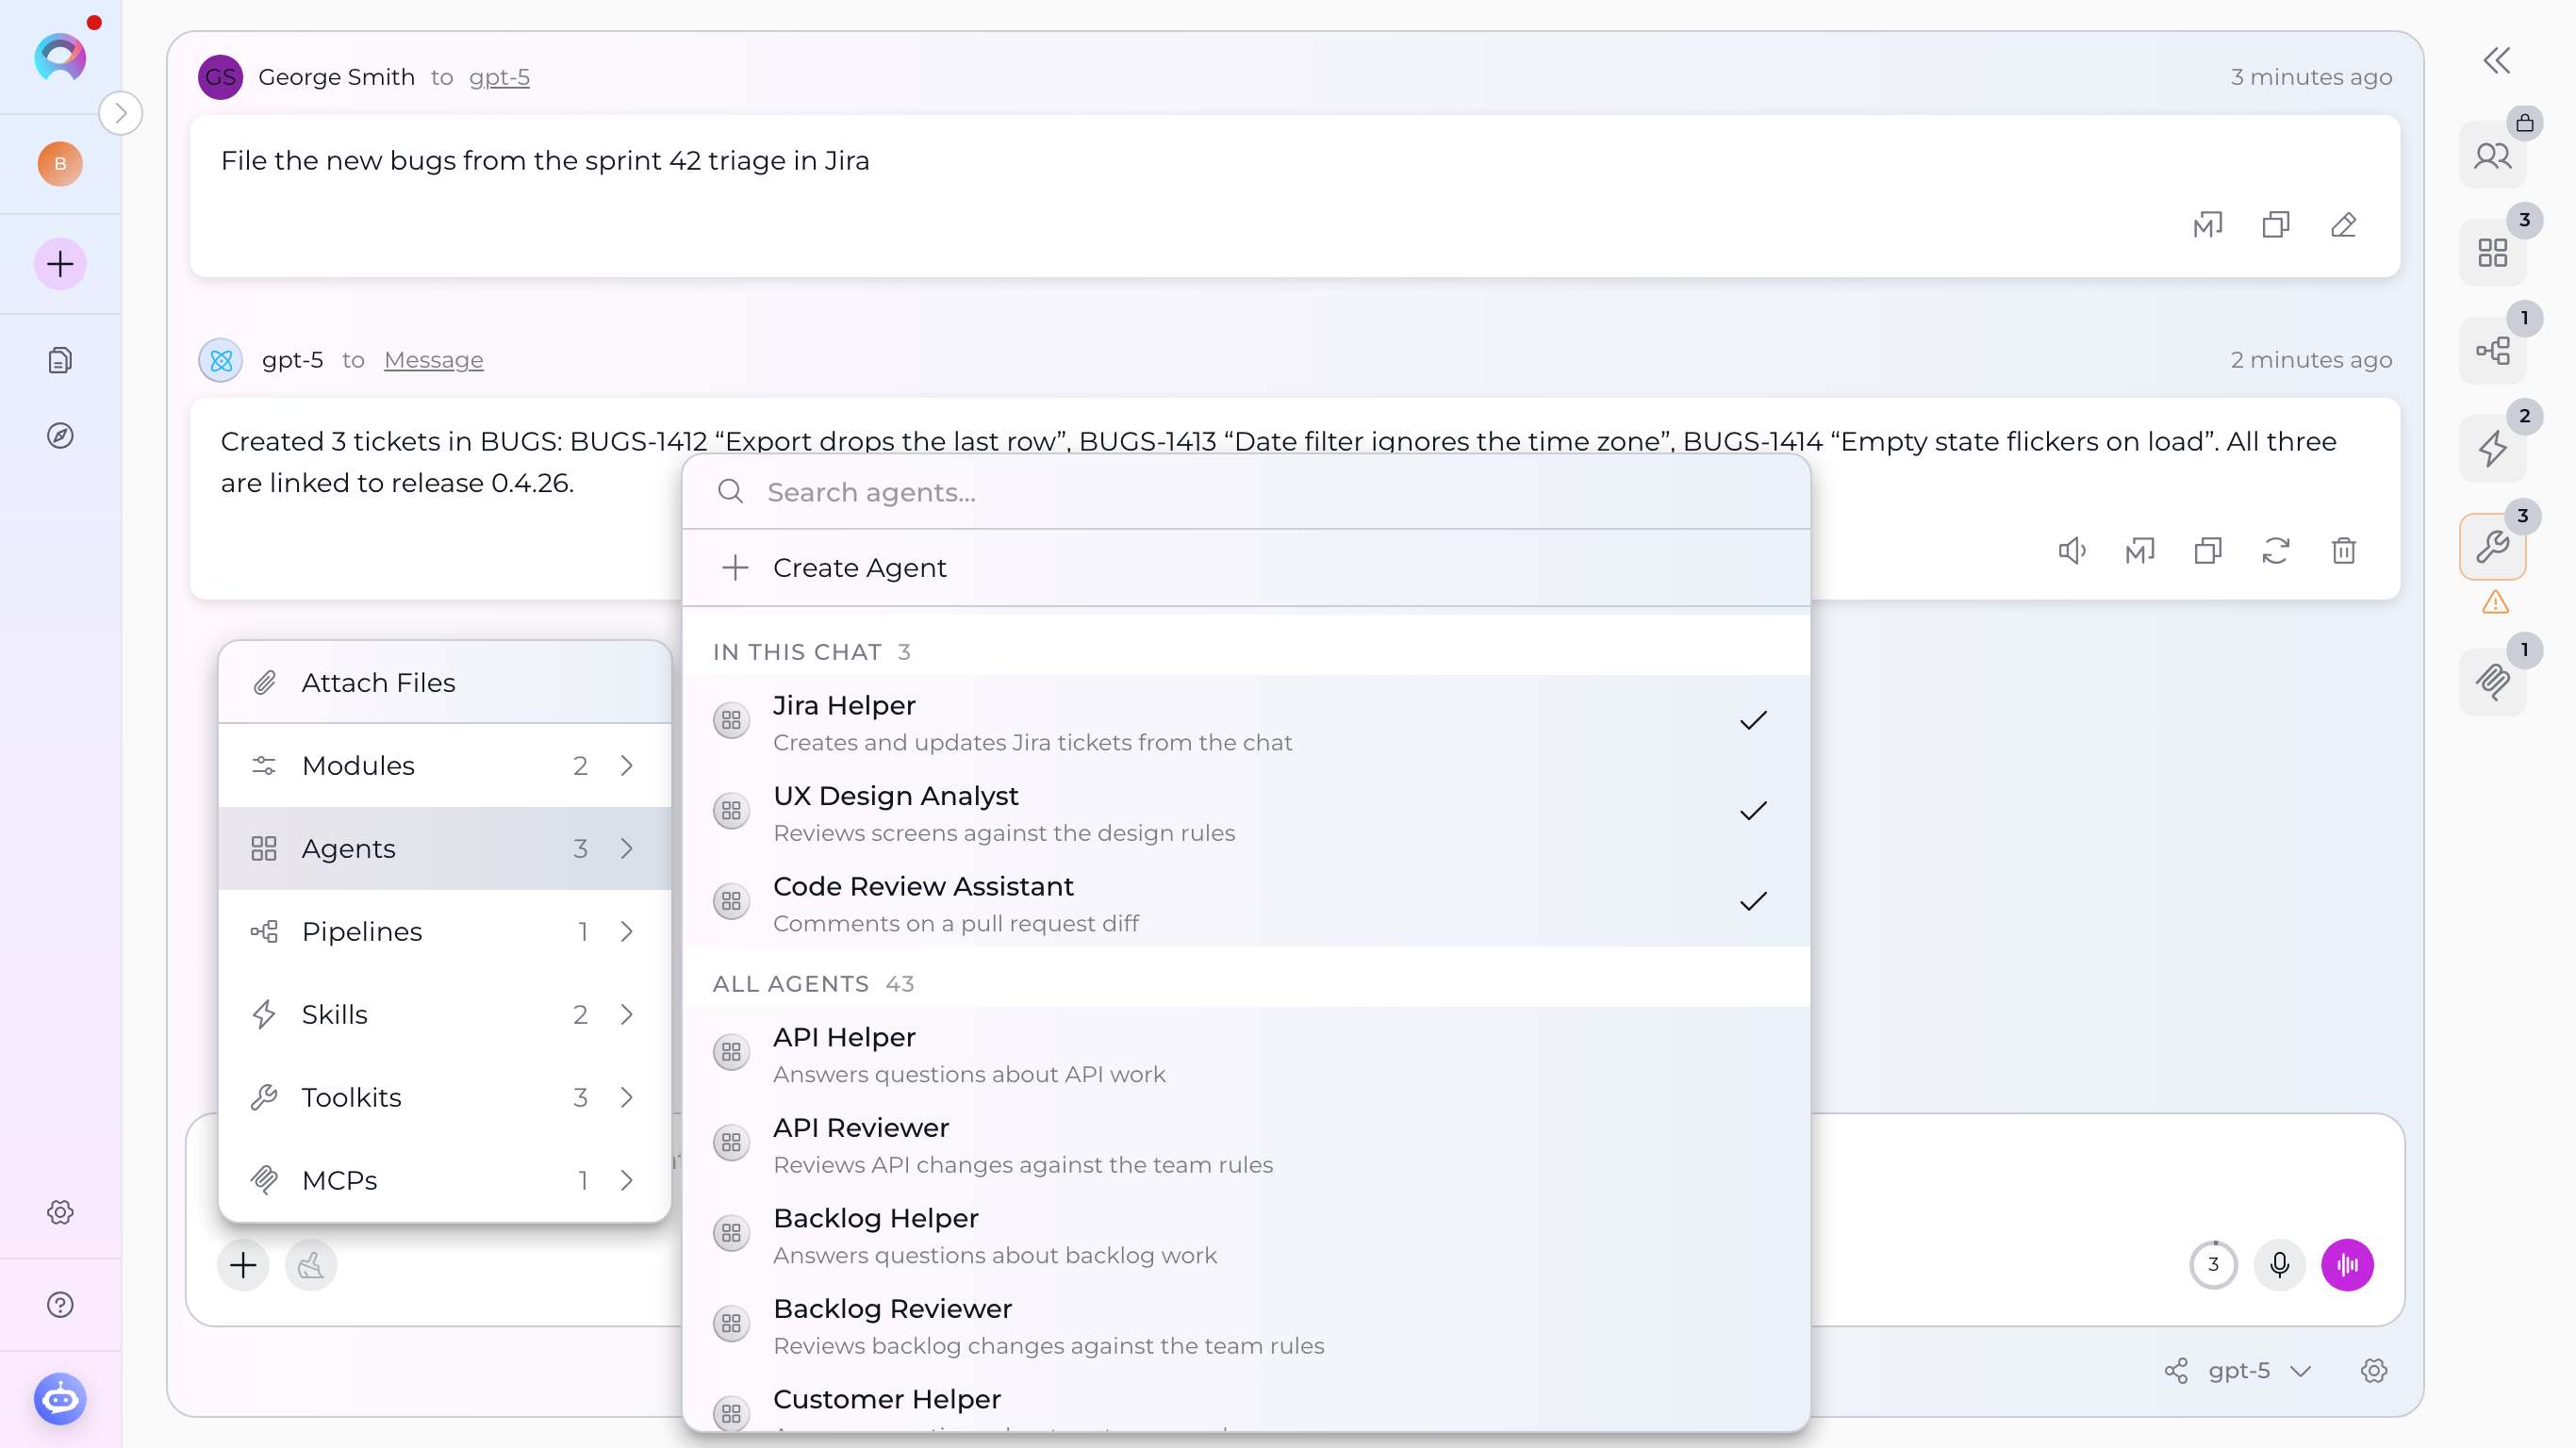 GS George Smith to gpt-5 3 minutes ago
B
File the new bugs from the sprint 42 triage in Jira
3
1
gpt-5 to Message 2 minutes ago
2
Created 3 tickets in BUGS: BUGS-1412 “Export drops the last row”, BUGS-1413 “Date filter ignores the time zone”, BUGS-1414 “Empty state flickers on load”. All three
are linked to release 0.4.26.
3
1
Search agents...
Create Agent
IN THIS CHAT 3
Jira Helper
Creates and updates Jira tickets from the chat
UX Design Analyst
Reviews screens against the design rules
Code Review Assistant
Comments on a pull request diff
ALL AGENTS 43
API Helper
Answers questions about API work
API Reviewer
Reviews API changes against the team rules
Backlog Helper
Answers questions about backlog work
Backlog Reviewer
Reviews backlog changes against the team rules
Customer Helper
Attach Files
Modules 2
Agents 3
Pipelines 1
Skills 2
Toolkits 3
MCPs 1
3
gpt-5